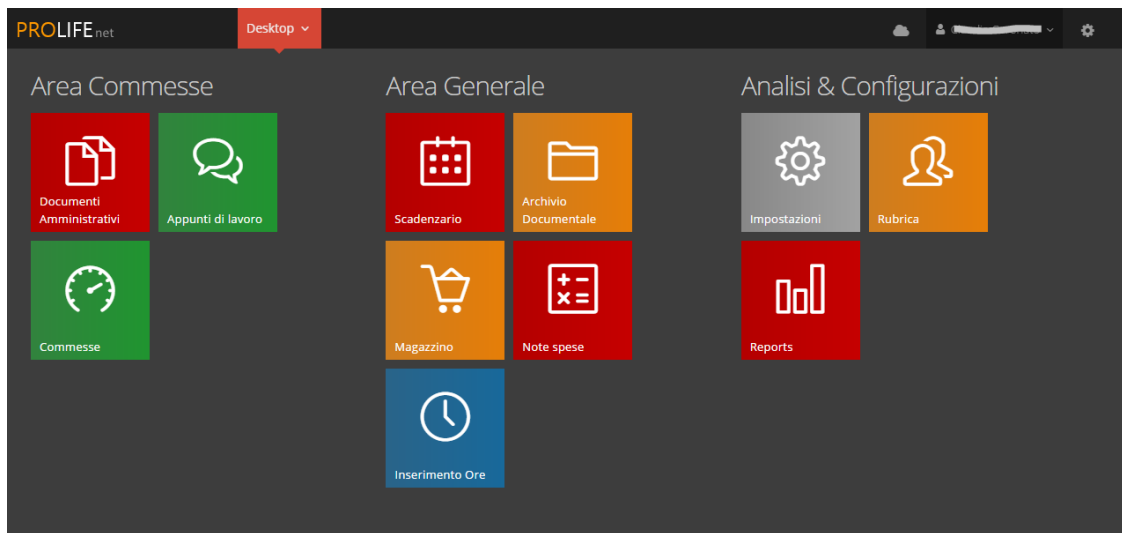 PROLIFE net
Desktop
Area Commesse
Area Generale
Analisi & Configurazioni
Documenti
Amministrativi
Appunti di lavoro
Scadenzario
Archivio
Documentale
Impostazioni
Rubrica
Commesse
Magazzino
Note spese
Reports
Inserimento Ore